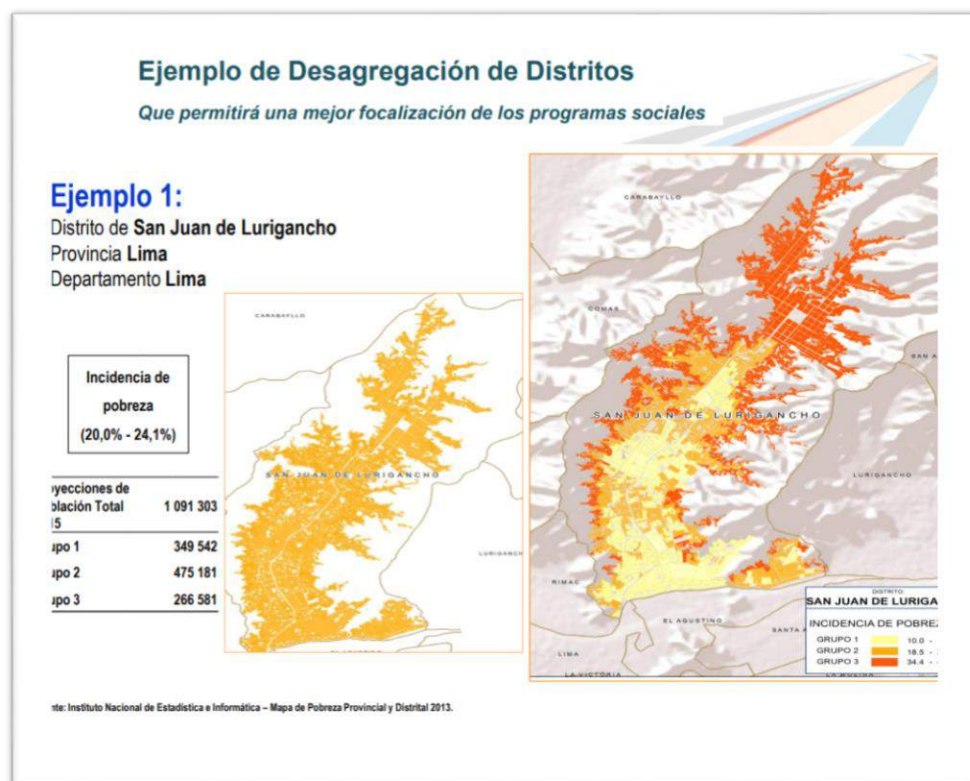 Ejemplo de Desagregación de Distritos
Que permitirá una mejor focalización de los programas sociales
Ejemplo 1:
Distrito de San Juan de Lurigancho
Provincia Lima
Departamento Lima
Incidencia de
pobreza
(20,0% - 24,1%)
yecciones de
blación Total 1 091 303
15
upo 1 349 542
upo 2 475 181
upo 3 266 581
CARABAYLLO
SAN JUAN DE LURIGANCHO
LURIGANCH
CARABAYLLO
COMAS
SAN A
SAN JUAN DE LURIGANCHO
LURIGANCHO
RIMAC
EL AGUSTINO
SANTA A
LIMA
LA VICTORIA
DISTRITO:
SAN JUAN DE LURIGA
INCIDENCIA DE POBREZ
GRUPO 1 10.0 -
GRUPO 2 18.5 -
GRUPO 3 34.4 -
nte: Instituto Nacional de Estadística e Informática – Mapa de Pobreza Provincial y Distrital 2013.